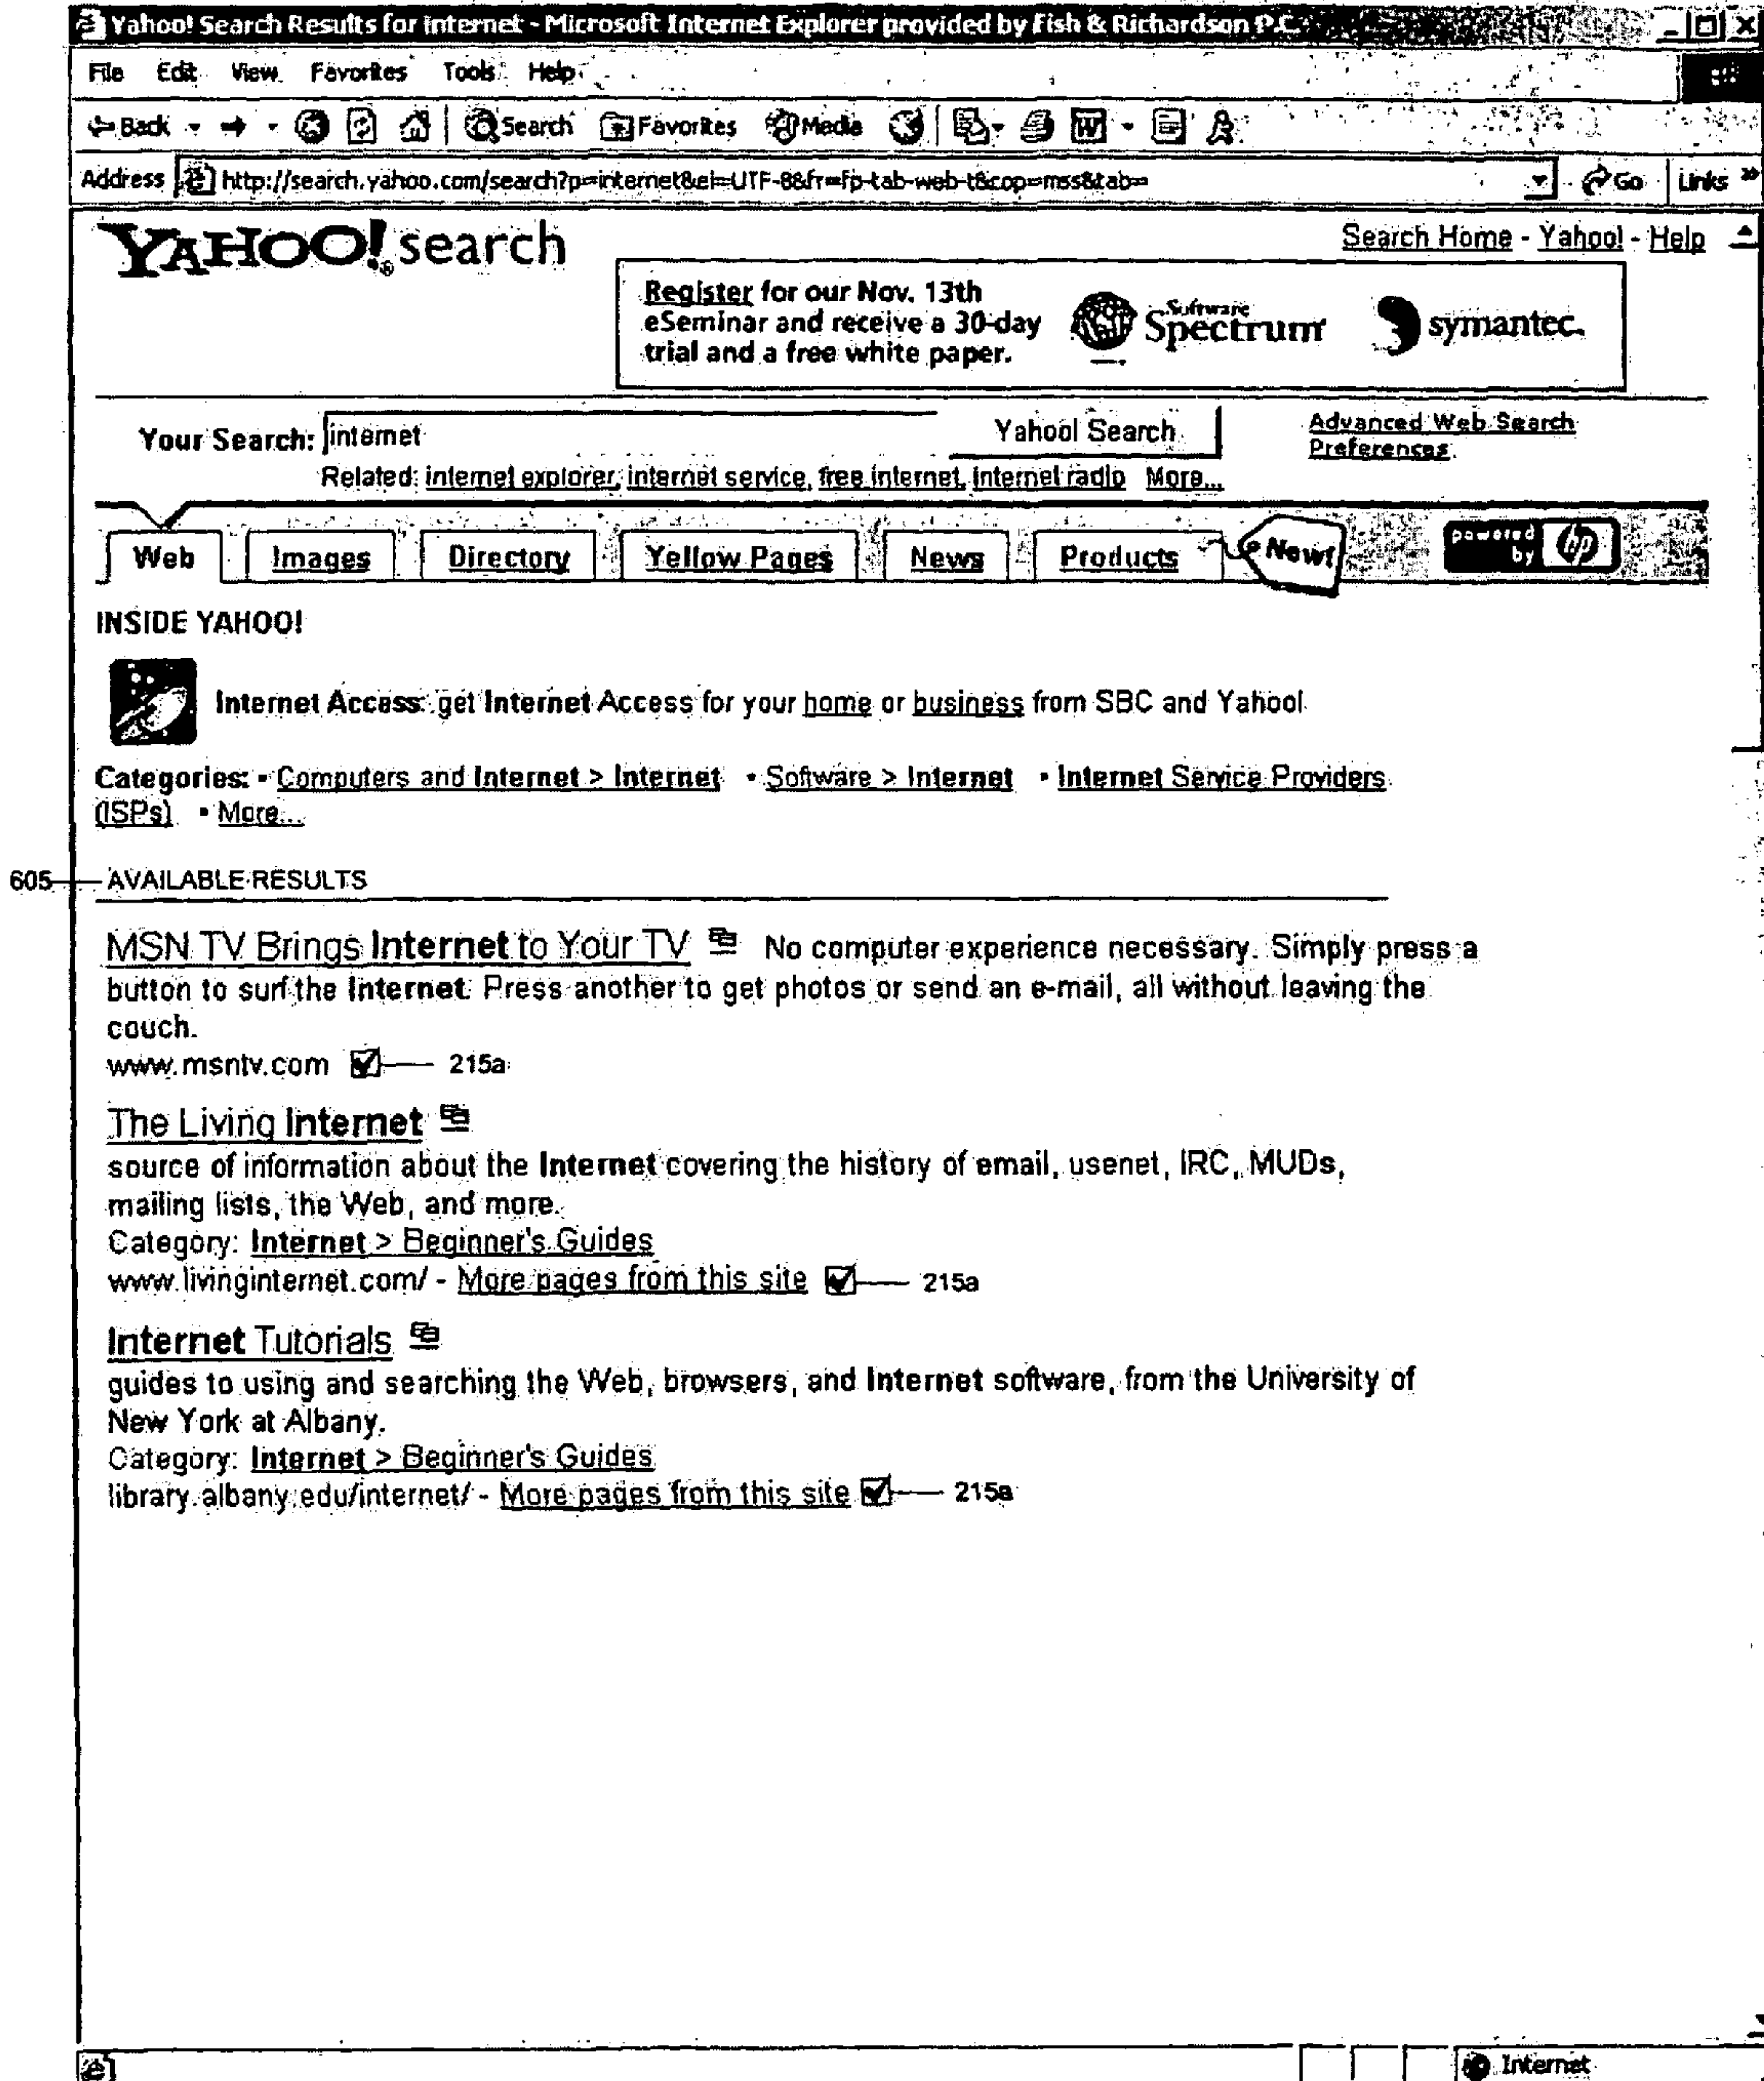 Yahoo! Search Results for internet - Microsoft Internet Explorer provided by Fish & Richardson P.C.
File Edit View Favorites Tools Help
Back Search Favorites Media
Address http://search.yahoo.com/search?p=internet&ei=UTF-8&fr=fp-tab-web-t&cop=mss&tab= Go Links »
YAHOO!® search
Search Home - Yahoo! - Help
Register for our Nov. 13th
eSeminar and receive a 30-day
trial and a free white paper.
Software
Spectrum
symantec.
Your Search: internet Yahoo! Search
Advanced Web Search
Preferences
Related: internet explorer, internet service, free internet, internet radio More...
Web Images Directory Yellow Pages News Products New! powered by hp
INSIDE YAHOO!
Internet Access: get Internet Access for your home or business from SBC and Yahoo!
Categories: • Computers and Internet > Internet • Software > Internet • Internet Service Providers
(ISPs) • More...
605 AVAILABLE RESULTS
MSN TV Brings Internet to Your TV No computer experience necessary. Simply press a
button to surf the Internet. Press another to get photos or send an e-mail, all without leaving the
couch.
www.msntv.com 215a
The Living Internet
source of information about the Internet covering the history of email, usenet, IRC, MUDs,
mailing lists, the Web, and more.
Category: Internet > Beginner's Guides
www.livinginternet.com/ - More pages from this site 215a
Internet Tutorials
guides to using and searching the Web, browsers, and Internet software, from the University of
New York at Albany.
Category: Internet > Beginner's Guides
library.albany.edu/internet/ - More pages from this site 215a
Internet